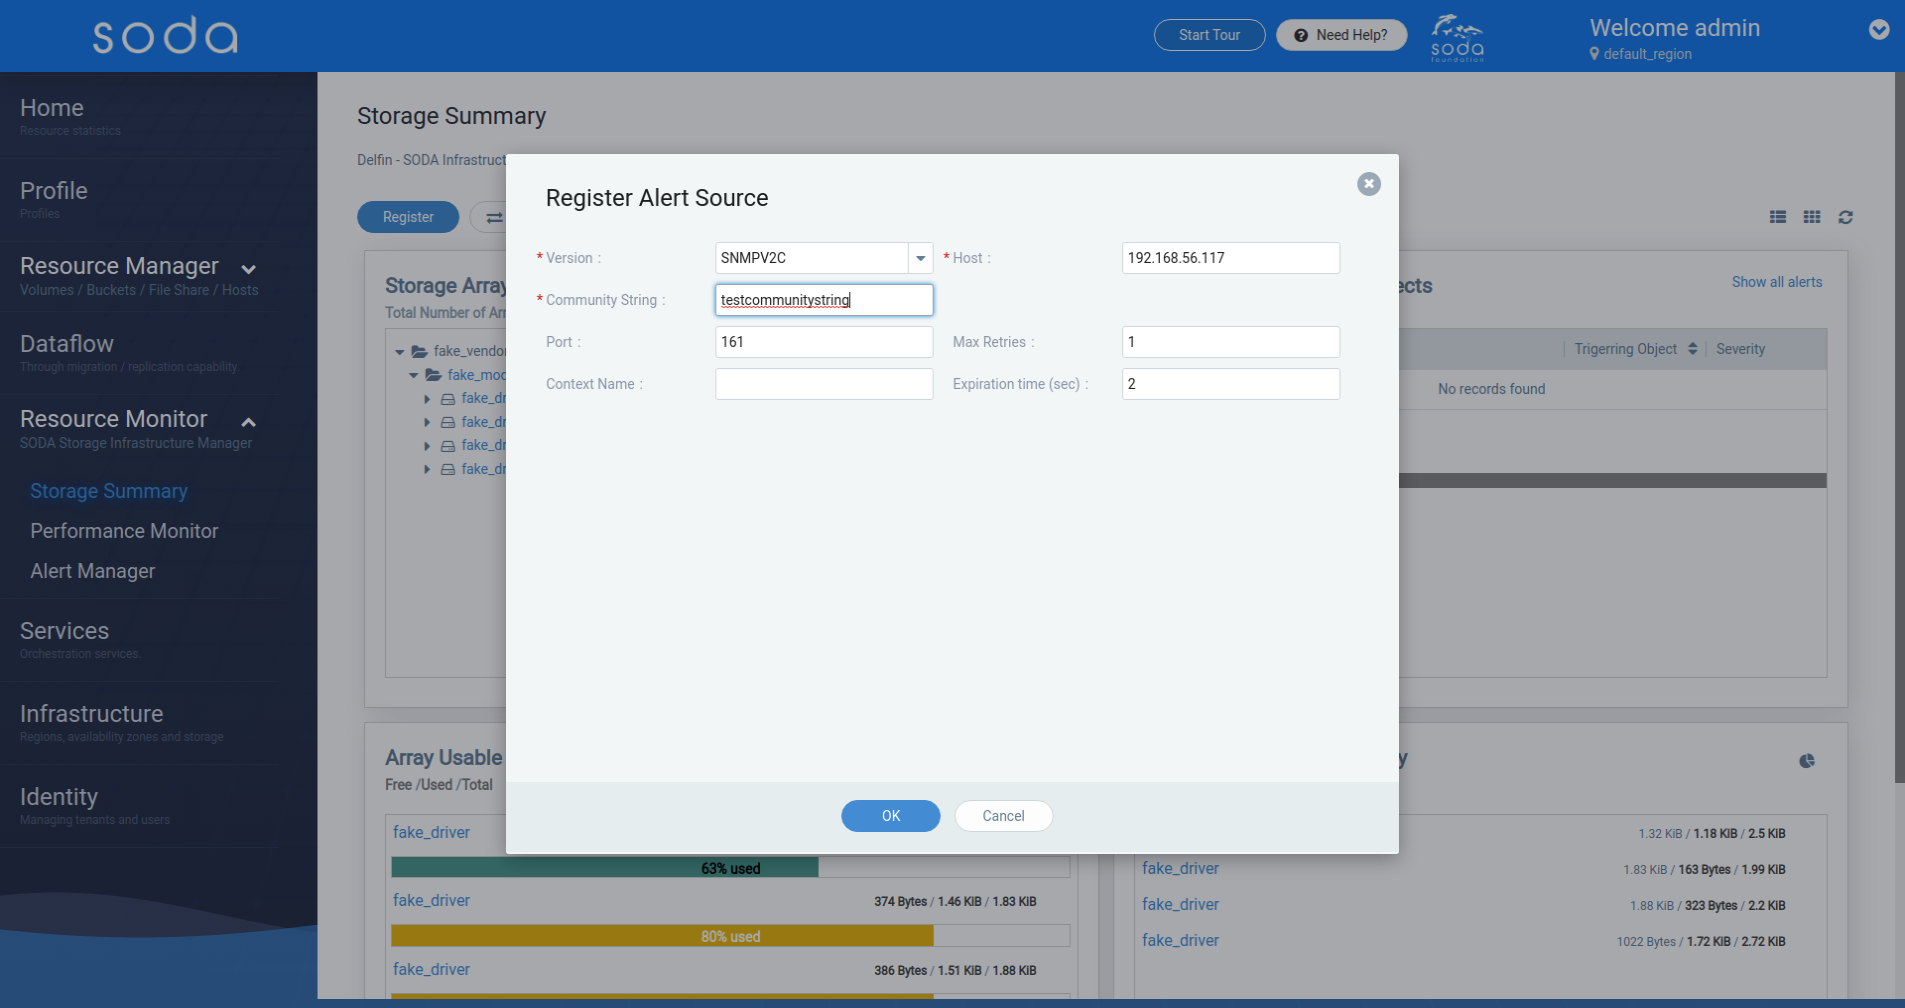 soda
Start Tour
Need Help?
soda
foundation
Welcome admin
default_region
Home
Resource statistics
Profile
Profiles
Resource Manager
Volumes / Buckets / File Share / Hosts
Dataflow
Through migration / replication capability.
Resource Monitor
SODA Storage Infrastructure Manager
Storage Summary
Performance Monitor
Alert Manager
Services
Orchestration services.
Infrastructure
Regions, availability zones and storage
Identity
Managing tenants and users
Storage Summary
Delfin - SODA Infrastruct
Register
Storage Array
Total Number of Arr
fake_vendo
fake_mod
fake_dr
fake_dr
fake_dr
fake_dr
ects
Show all alerts
Trigerring Object
Severity
No records found
Register Alert Source
* Version :
SNMPV2C
* Host :
192.168.56.117
* Community String :
testcommunitystring
Port :
161
Max Retries :
1
Context Name :
Expiration time (sec) :
2
OK
Cancel
Array Usable
Free /Used /Total
fake_driver
63% used
fake_driver
374 Bytes / 1.46 KiB / 1.83 KiB
80% used
fake_driver
386 Bytes / 1.51 KiB / 1.88 KiB
y
1.32 KiB / 1.18 KiB / 2.5 KiB
fake_driver
1.83 KiB / 163 Bytes / 1.99 KiB
fake_driver
1.88 KiB / 323 Bytes / 2.2 KiB
fake_driver
1022 Bytes / 1.72 KiB / 2.72 KiB